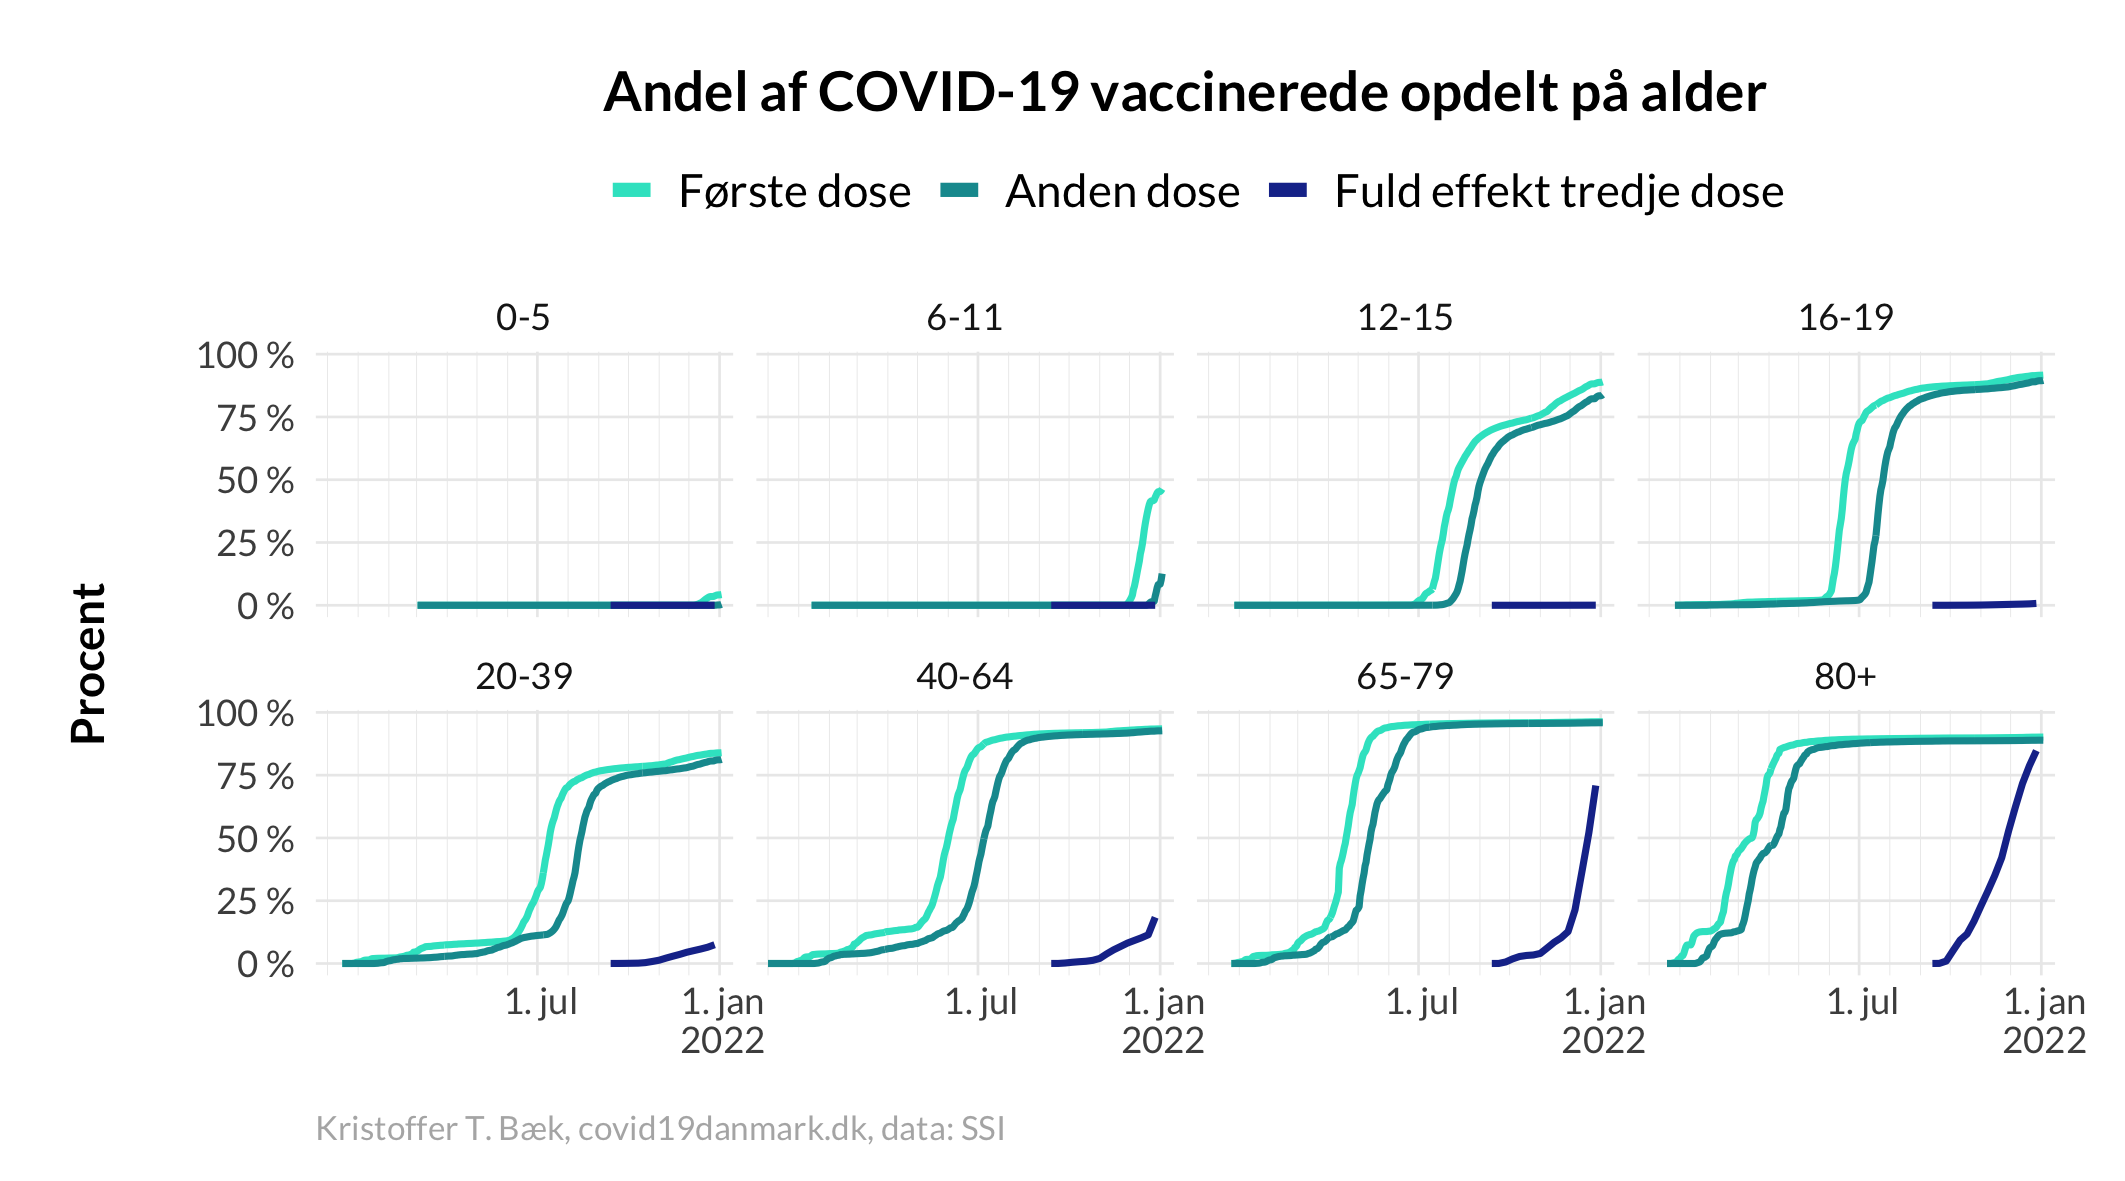 Andel af COVID-19 vaccinerede opdelt på alder
Første dose Anden dose Fuld effekt tredje dose
0-5 6-11 12-15 16-19
100 %
75 %
50 %
25 %
0 %
Procent
20-39 40-64 65-79 80+
100 %
75 %
50 %
25 %
0 %
1. jul 1. jan 1. jul 1. jan 1. jul 1. jan 1. jul 1. jan
2022 2022 2022 2022
Kristoffer T. Bæk, covid19danmark.dk, data: SSI